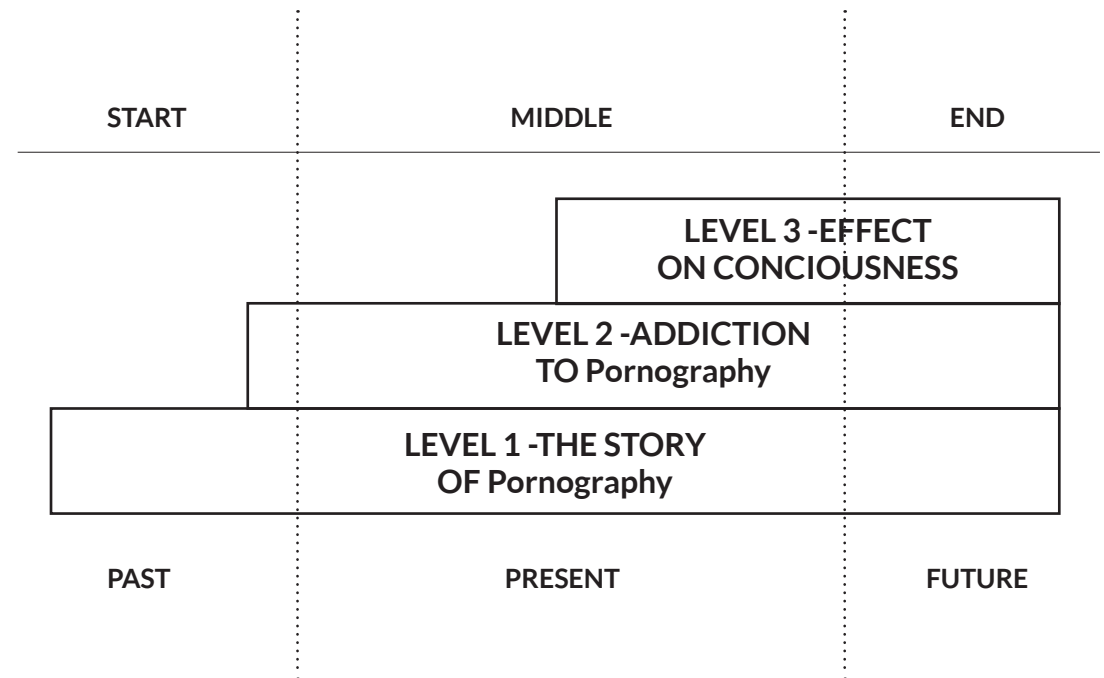 START MIDDLE END
LEVEL 3 -EFFECT
ON CONCIOUSNESS
LEVEL 2 -ADDICTION
TO Pornography
LEVEL 1 -THE STORY
OF Pornography
PAST PRESENT FUTURE